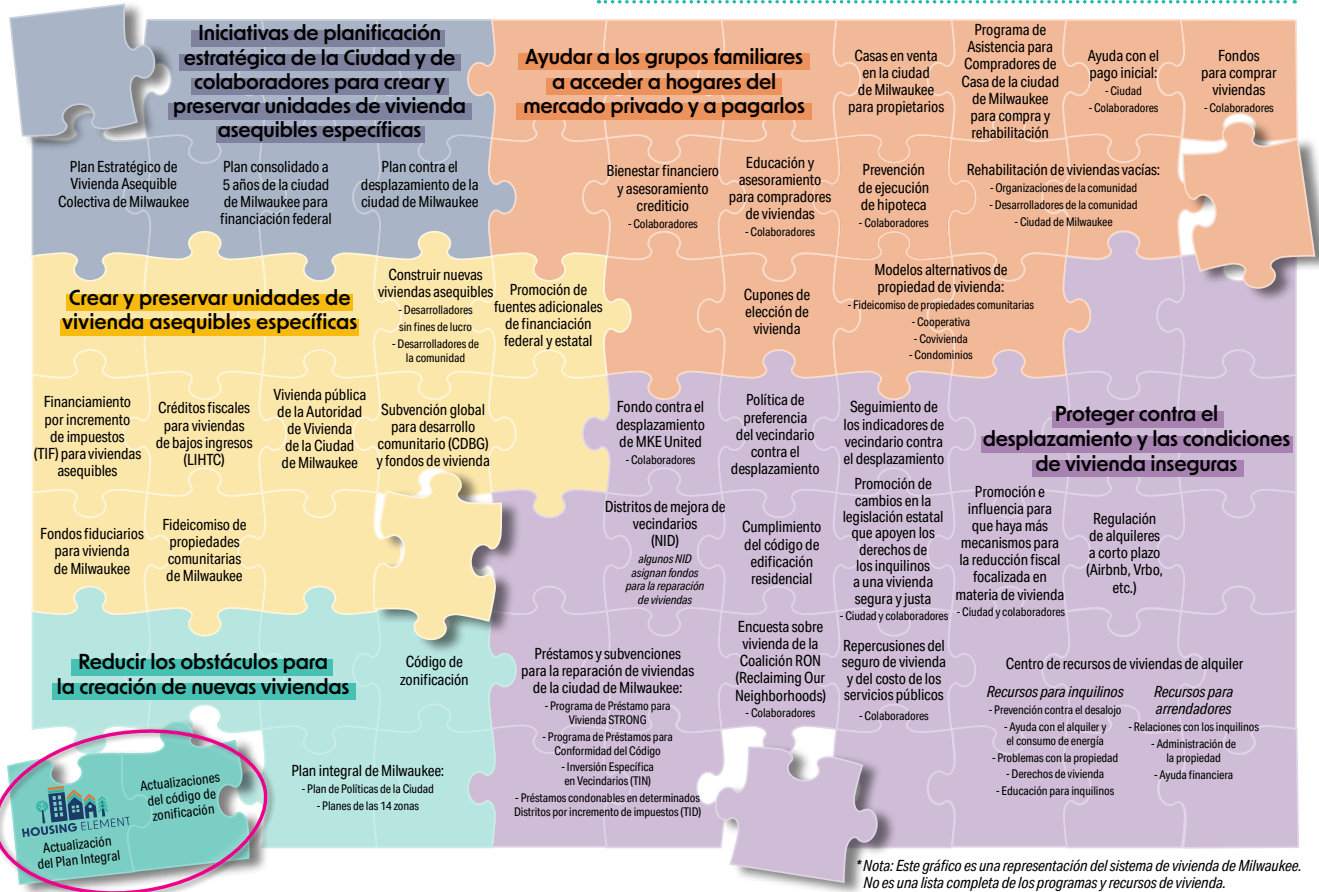 Iniciativas de planificación
estratégica de la Ciudad y de
colaboradores para crear y
preservar unidades de vivienda
asequibles específicas
Plan Estratégico de
Vivienda Asequible
Colectiva de Milwaukee
Plan consolidado a
5 años de la ciudad
de Milwaukee para
financiación federal
Plan contra el
desplazamiento de la
ciudad de Milwaukee
Ayudar a los grupos familiares
a acceder a hogares del
mercado privado y a pagarlos
Casas en venta
en la ciudad
de Milwaukee
para propietarios
Programa de
Asistencia para
Compradores de
Casa de la ciudad
de Milwaukee
para compra y
rehabilitación
Ayuda con el
pago inicial:
- Ciudad
- Colaboradores
Fondos
para comprar
viviendas
- Colaboradores
Bienestar financiero
y asesoramiento
crediticio
- Colaboradores
Educación y
asesoramiento
para compradores
de viviendas
- Colaboradores
Prevención
de ejecución
de hipoteca
- Colaboradores
Rehabilitación de viviendas vacías:
- Organizaciones de la comunidad
- Desarrolladores de la comunidad
- Ciudad de Milwaukee
Cupones de
elección de
vivienda
Modelos alternativos de
propiedad de vivienda:
- Fideicomiso de propiedades comunitarias
- Cooperativa
- Covivienda
- Condominios
Crear y preservar unidades de
vivienda asequibles específicas
Construir nuevas
viviendas asequibles
- Desarrolladores
sin fines de lucro
- Desarrolladores de
la comunidad
Promoción de
fuentes adicionales
de financiación
federal y estatal
Financiamiento
por incremento
de impuestos
(TIF) para viviendas
asequibles
Créditos fiscales
para viviendas
de bajos ingresos
(LIHTC)
Vivienda pública
de la Autoridad
de Vivienda
de la Ciudad
de Milwaukee
Subvención global
para desarrollo
comunitario (CDBG)
y fondos de vivienda
Fondos fiduciarios
para vivienda
de Milwaukee
Fideicomiso de
propiedades
comunitarias
de Milwaukee
Proteger contra el
desplazamiento y las condiciones
de vivienda inseguras
Fondo contra el
desplazamiento
de MKE United
- Colaboradores
Política de
preferencia
del vecindario
contra el
desplazamiento
Seguimiento de
los indicadores de
vecindario contra
el desplazamiento
Distritos de mejora de
vecindarios
(NID)
algunos NID
asignan fondos
para la reparación
de viviendas
Cumplimiento
del código de
edificación
residencial
Promoción de
cambios en la
legislación estatal
que apoyen los
derechos de
los inquilinos
a una vivienda
segura y justa
- Ciudad y colaboradores
Promoción e
influencia para
que haya más
mecanismos para
la reducción fiscal
focalizada en
materia de vivienda
- Ciudad y colaboradores
Regulación
de alquileres
a corto plazo
(Airbnb, Vrbo,
etc.)
Préstamos y subvenciones
para la reparación de viviendas
de la ciudad de Milwaukee:
- Programa de Préstamo para
Vivienda STRONG
- Programa de Préstamos para
Conformidad del Código
- Inversión Específica
en Vecindarios (TIN)
- Préstamos condonables en determinados
Distritos por incremento de impuestos (TID)
Encuesta sobre
vivienda de la
Coalición RON
(Reclaiming Our
Neighborhoods)
- Colaboradores
Repercusiones del
seguro de vivienda
y del costo de los
servicios públicos
- Colaboradores
Centro de recursos de viviendas de alquiler
Recursos para inquilinos
- Prevención contra el desalojo
- Ayuda con el alquiler y
el consumo de energía
- Problemas con la propiedad
- Derechos de vivienda
- Educación para inquilinos
Recursos para
arrendadores
- Relaciones con los inquilinos
- Administración de
la propiedad
- Ayuda financiera
Reducir los obstáculos para
la creación de nuevas viviendas
Código de
zonificación
Plan integral de Milwaukee:
- Plan de Políticas de la Ciudad
- Planes de las 14 zonas
HOUSING ELEMENT
Actualización
del Plan Integral
Actualizaciones
del código de
zonificación
* Nota: Este gráfico es una representación del sistema de vivienda de Milwaukee.
No es una lista completa de los programas y recursos de vivienda.